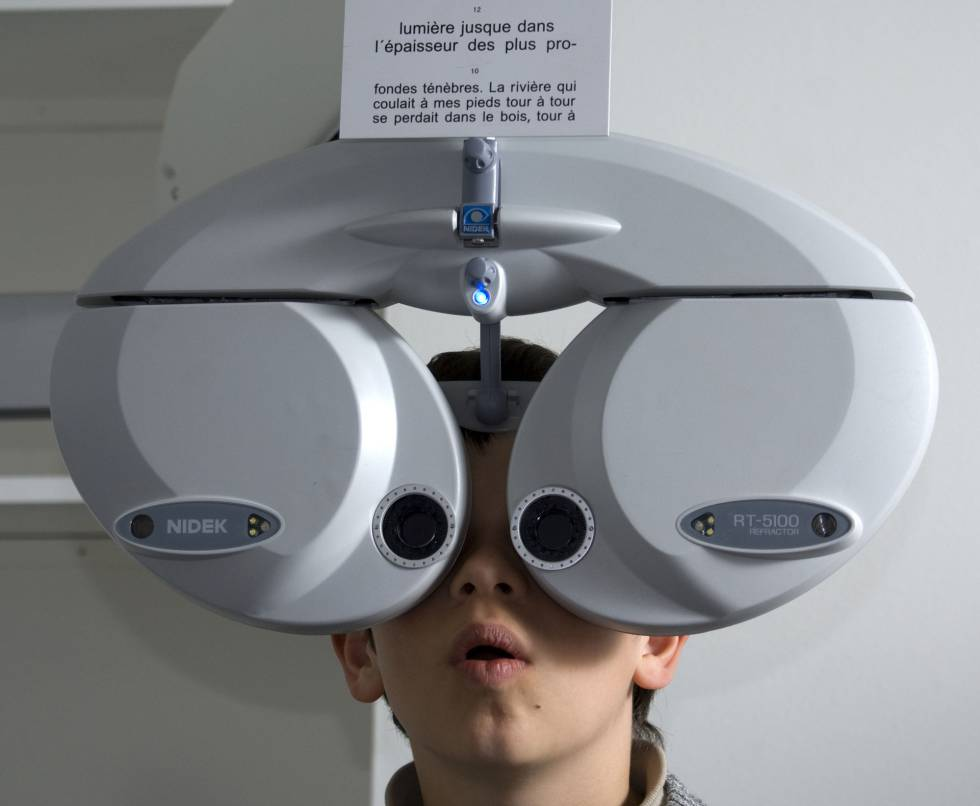 12
lumière jusque dans
l´épaisseur des plus pro-
10
fondes ténèbres. La rivière qui
coulait à mes pieds tour à tour
se perdait dans le bois, tour à
NIDEK
NIDEK
RT-5100
REFRACTOR